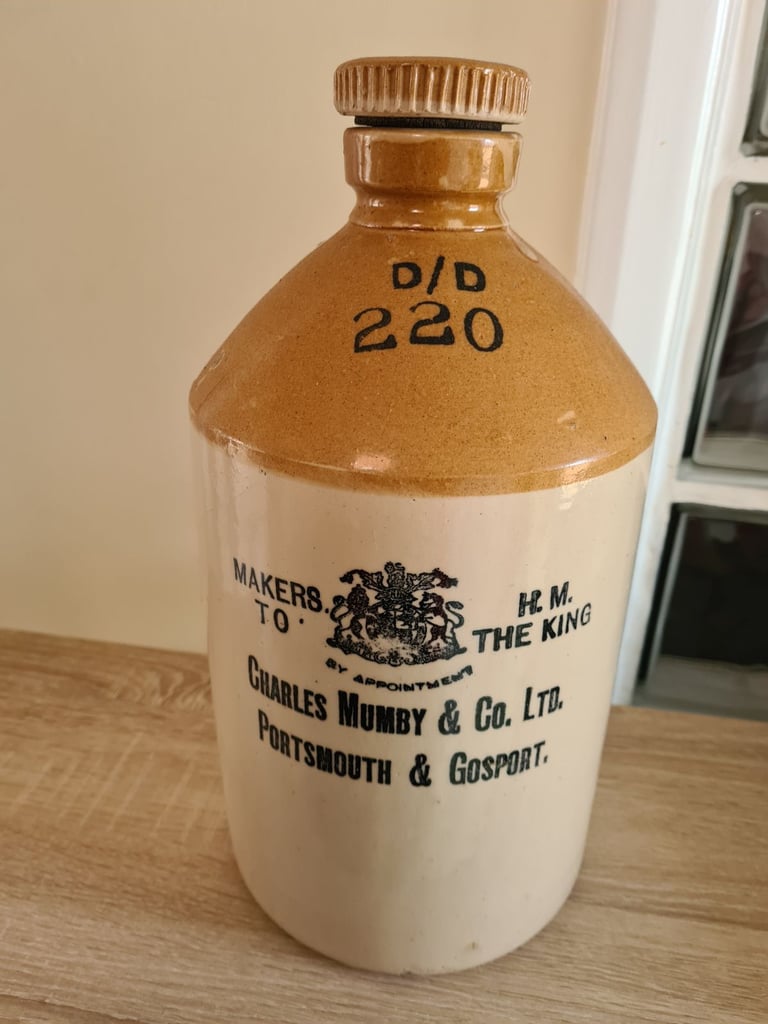 D/D
220
MAKERS.
TO
H.M.
THE KING
BY APPOINTMENT
CHARLES MUMBY & CO. LTD.
PORTSMOUTH & GOSPORT.